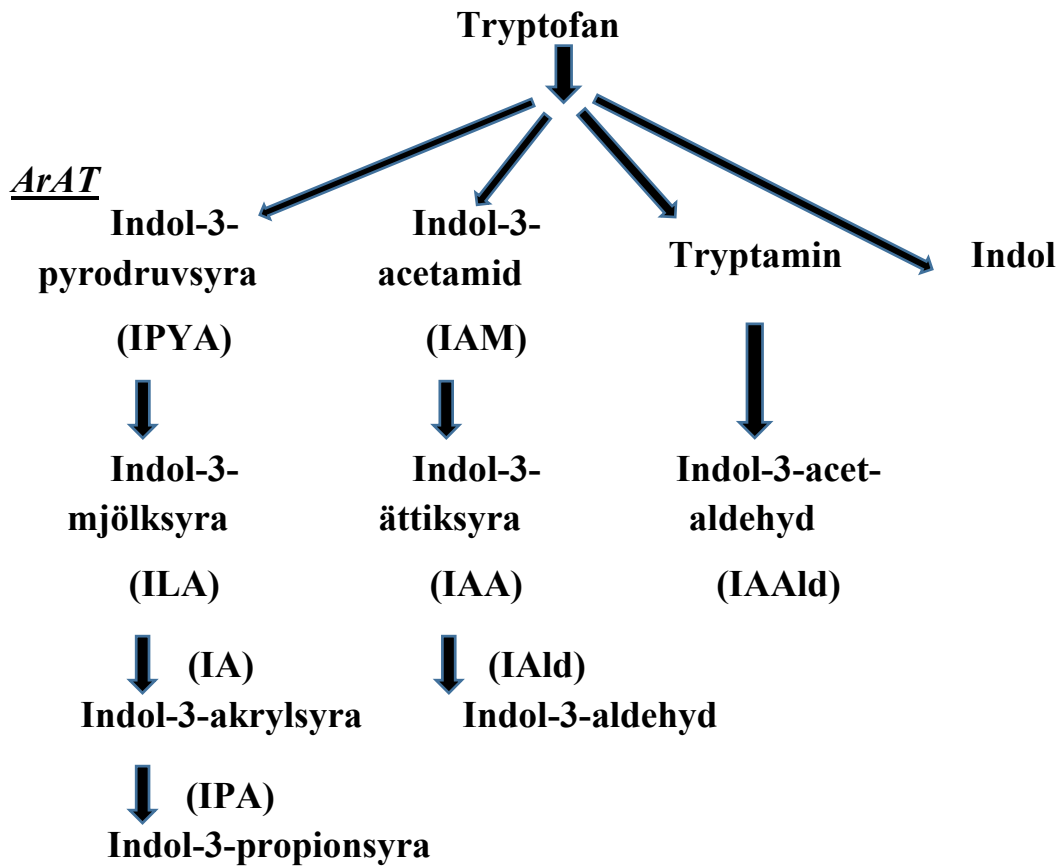 Tryptofan
ArAT
Indol-3-
pyrodruvsyra
(IPYA)
Indol-3-
acetamid
(IAM)
Tryptamin
Indol
Indol-3-
mjölksyra
(ILA)
Indol-3-
ättiksyra
(IAA)
Indol-3-acet-
aldehyd
(IAAld)
(IA)
Indol-3-akrylsyra
(IAld)
Indol-3-aldehyd
(IPA)
Indol-3-propionsyra